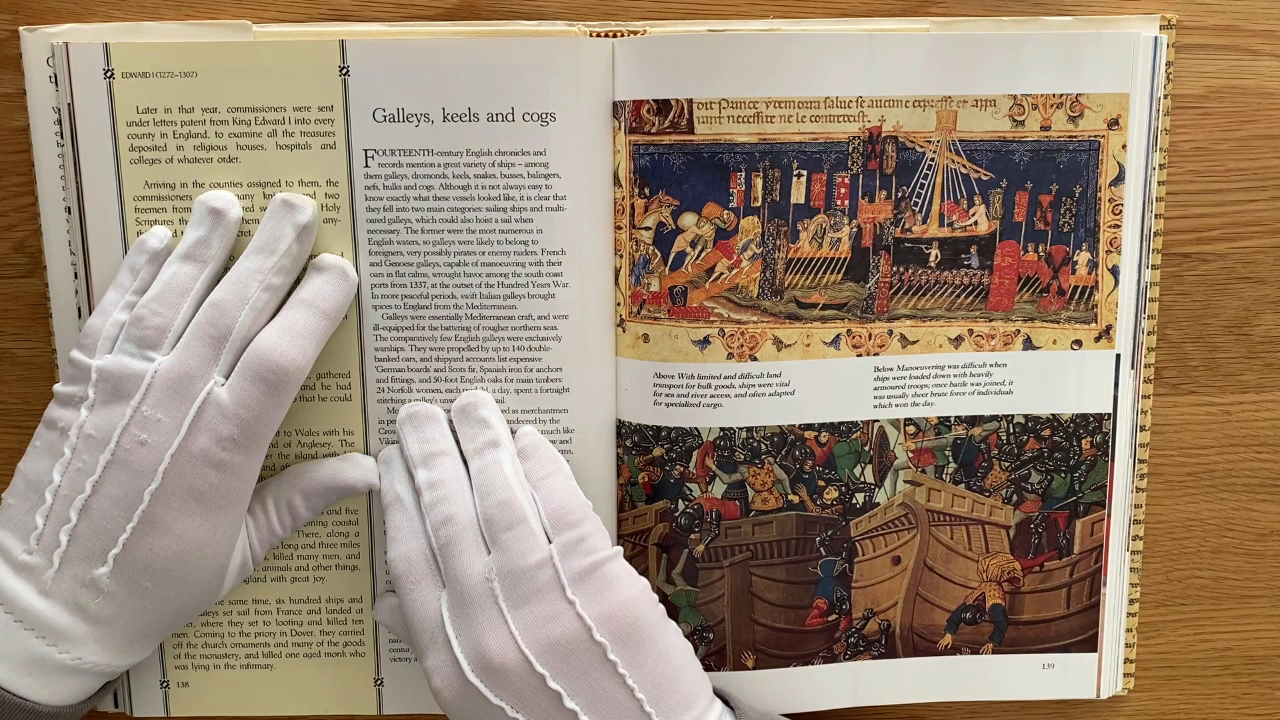 EDWARD I (1272–1307)
Later in that year, commissioners were sent
under letters patent from King Edward I into every
county in England, to examine all the treasures
deposited in religious houses, hospitals and
colleges of whatever order.
Arriving in the counties assigned to them, the
commissioners many and two
freemen from Holy
Scriptures them any-
gathered
and he had
that he could
to Wales with his
of Anglesey. The
the island with
and
and five
coastal
There, along a
long and three miles
killed many men, and
animals and other things,
with great joy.
same time, six hundred ships and
set sail from France and landed at
where they set to looting and killed ten
men. Coming to the priory in Dover, they carried
off the church ornaments and many of the goods
of the monastery, and killed one aged monk who
was lying in the infirmary.
138
Galleys, keels and cogs
FOURTEENTH-century English chronicles and
records mention a great variety of ships – among
them galleys, dromonds, keels, snakes, busses, balingers,
nefs, hulks and cogs. Although it is not always easy to
know exactly what these vessels looked like, it is clear that
they fell into two main categories: sailing ships and multi-
oared galleys, which could also hoist a sail when
necessary. The former were the most numerous in
English waters, so galleys were likely to belong to
foreigners, very possibly pirates or enemy raiders. French
and Genoese galleys, capable of manoeuvring with their
oars in flat calms, wrought havoc among the south coast
ports from 1337, at the outset of the Hundred Years War.
In more peaceful periods, swift Italian galleys brought
spices to England from the Mediterranean.
Galleys were essentially Mediterranean craft, and were
ill-equipped for the battering of rougher northern seas.
The comparatively few English galleys were exclusively
warships. They were propelled by up to 140 double-
banked oars, and shipyard accounts list expensive
'German boards' and Scots fir, Spanish iron for anchors
and fittings, and 50-foot English oaks for main timbers:
24 Norfolk women, each a day, spent a fortnight
stitching a galley's
as merchantmen
in by the
much like
and
victory
Above With limited and difficult land
transport for bulk goods, ships were vital
for sea and river access, and often adapted
for specialized cargo.
Below Manoeuvering was difficult when
ships were loaded down with heavily
armoured troops; once battle was joined, it
was usually sheer brute force of individuals
which won the day.
139